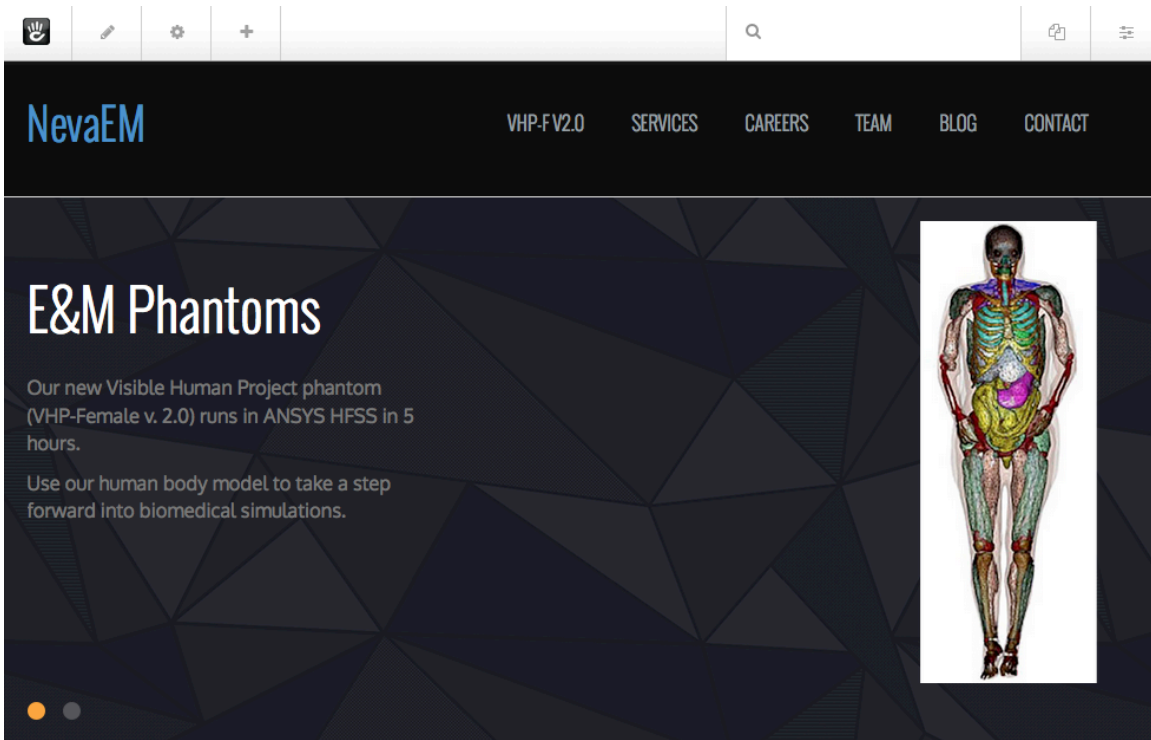 NevaEM
VHP-F V2.0 SERVICES CAREERS TEAM BLOG CONTACT
E&M Phantoms
Our new Visible Human Project phantom
(VHP-Female v. 2.0) runs in ANSYS HFSS in 5
hours.
Use our human body model to take a step
forward into biomedical simulations.